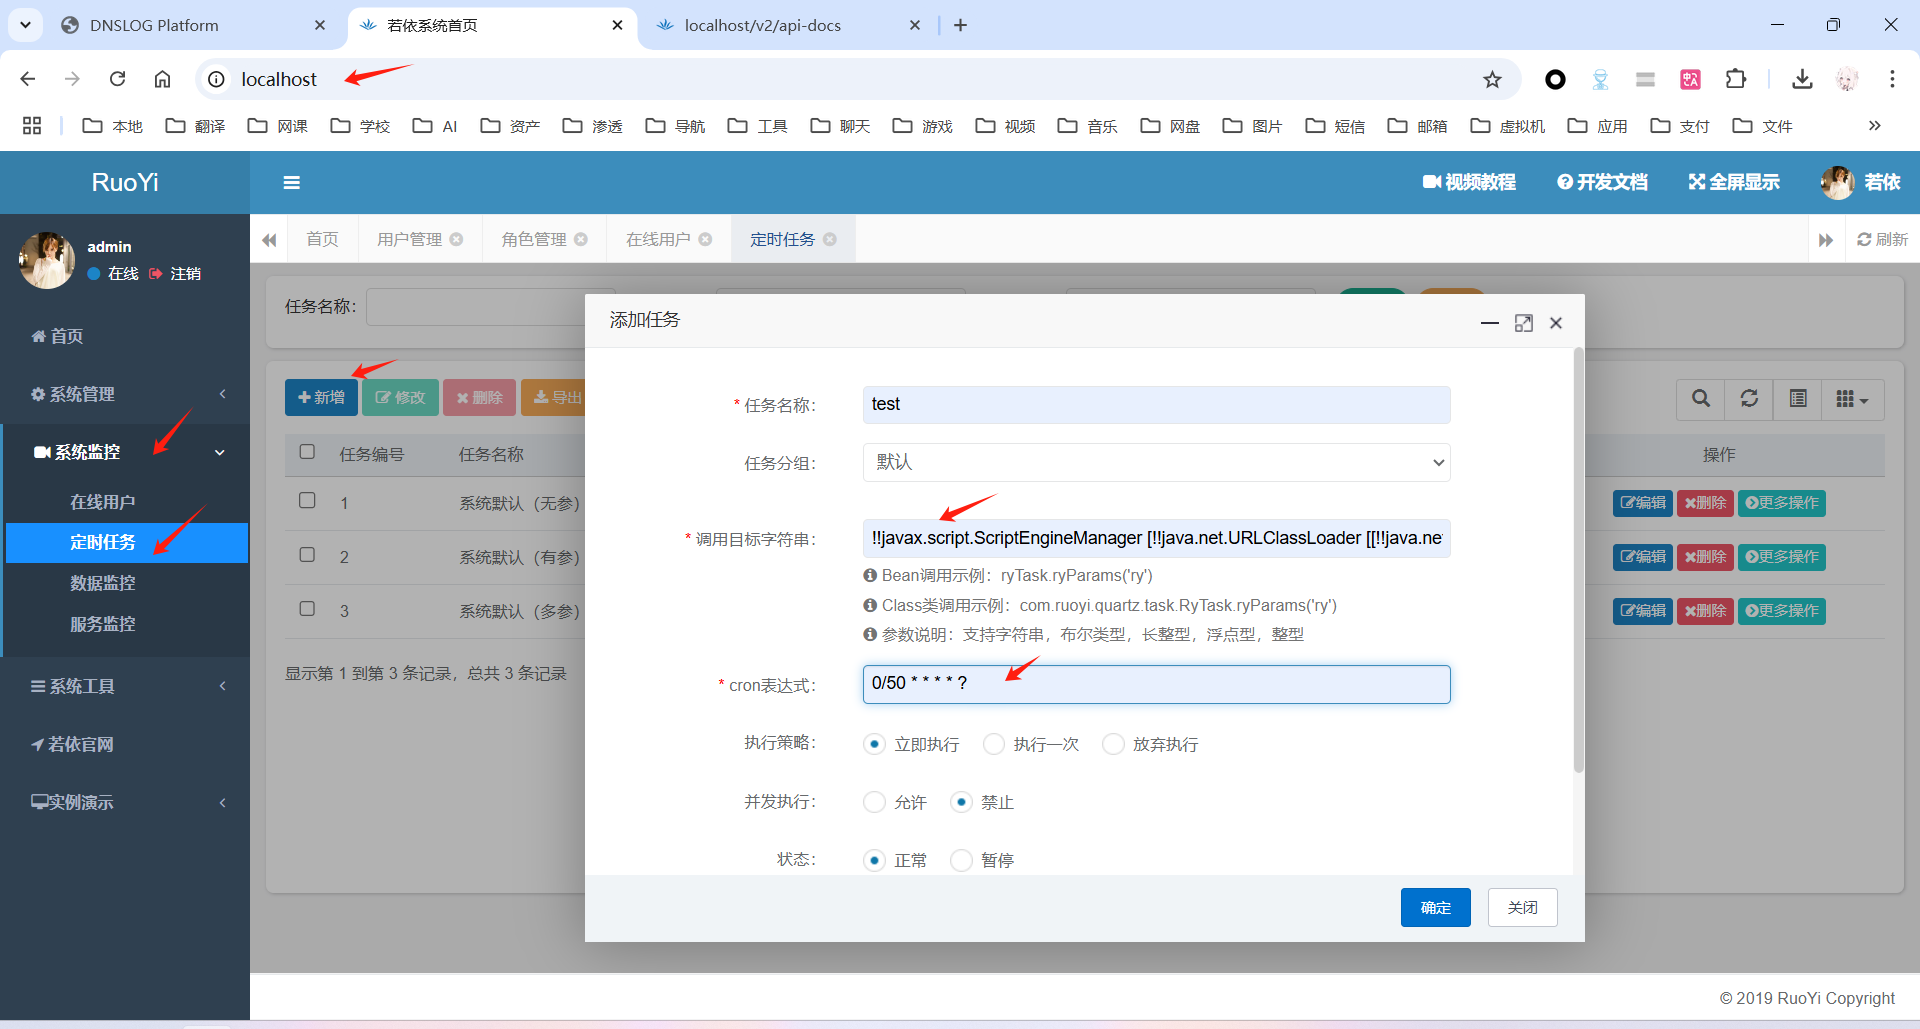 DNSLOG Platform
若依系统首页
localhost/v2/api-docs
localhost
本地
翻译
网课
学校
AI
资产
渗透
导航
工具
聊天
游戏
视频
音乐
网盘
图片
短信
邮箱
虚拟机
应用
支付
文件
RuoYi
视频教程
开发文档
全屏显示
若依
admin
在线
注销
首页
用户管理
角色管理
在线用户
定时任务
刷新
首页
系统管理
系统监控
在线用户
定时任务
数据监控
服务监控
系统工具
若依官网
实例演示
任务名称：
新增
修改
删除
导出
任务编号
任务名称
操作
1
系统默认（无参）
编辑
删除
更多操作
2
系统默认（有参）
编辑
删除
更多操作
3
系统默认（多参）
编辑
删除
更多操作
显示第 1 到第 3 条记录，总共 3 条记录
添加任务
* 任务名称：
test
任务分组：
默认
* 调用目标字符串：
!!javax.script.ScriptEngineManager [!!java.net.URLClassLoader [[!!java.ne
Bean调用示例：ryTask.ryParams('ry')
Class类调用示例：com.ruoyi.quartz.task.RyTask.ryParams('ry')
参数说明：支持字符串，布尔类型，长整型，浮点型，整型
* cron表达式：
0/50 * * * * ?
执行策略：
立即执行
执行一次
放弃执行
并发执行：
允许
禁止
状态：
正常
暂停
确定
关闭
© 2019 RuoYi Copyright